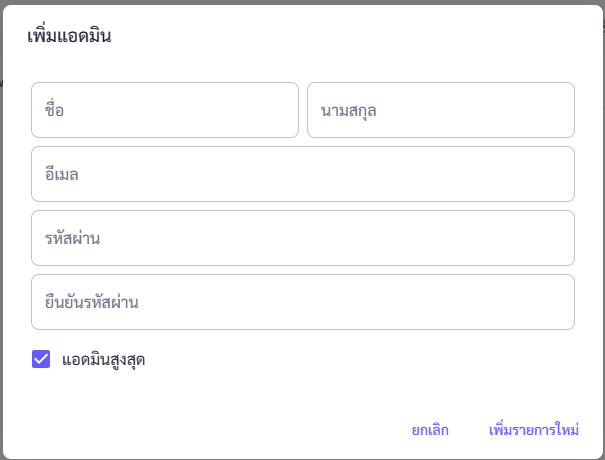 เพิ่มแอดมิน
ชื่อ นามสกุล
อีเมล
รหัสผ่าน
ยืนยันรหัสผ่าน
แอดมินสูงสุด
ยกเลิก เพิ่มรายการใหม่